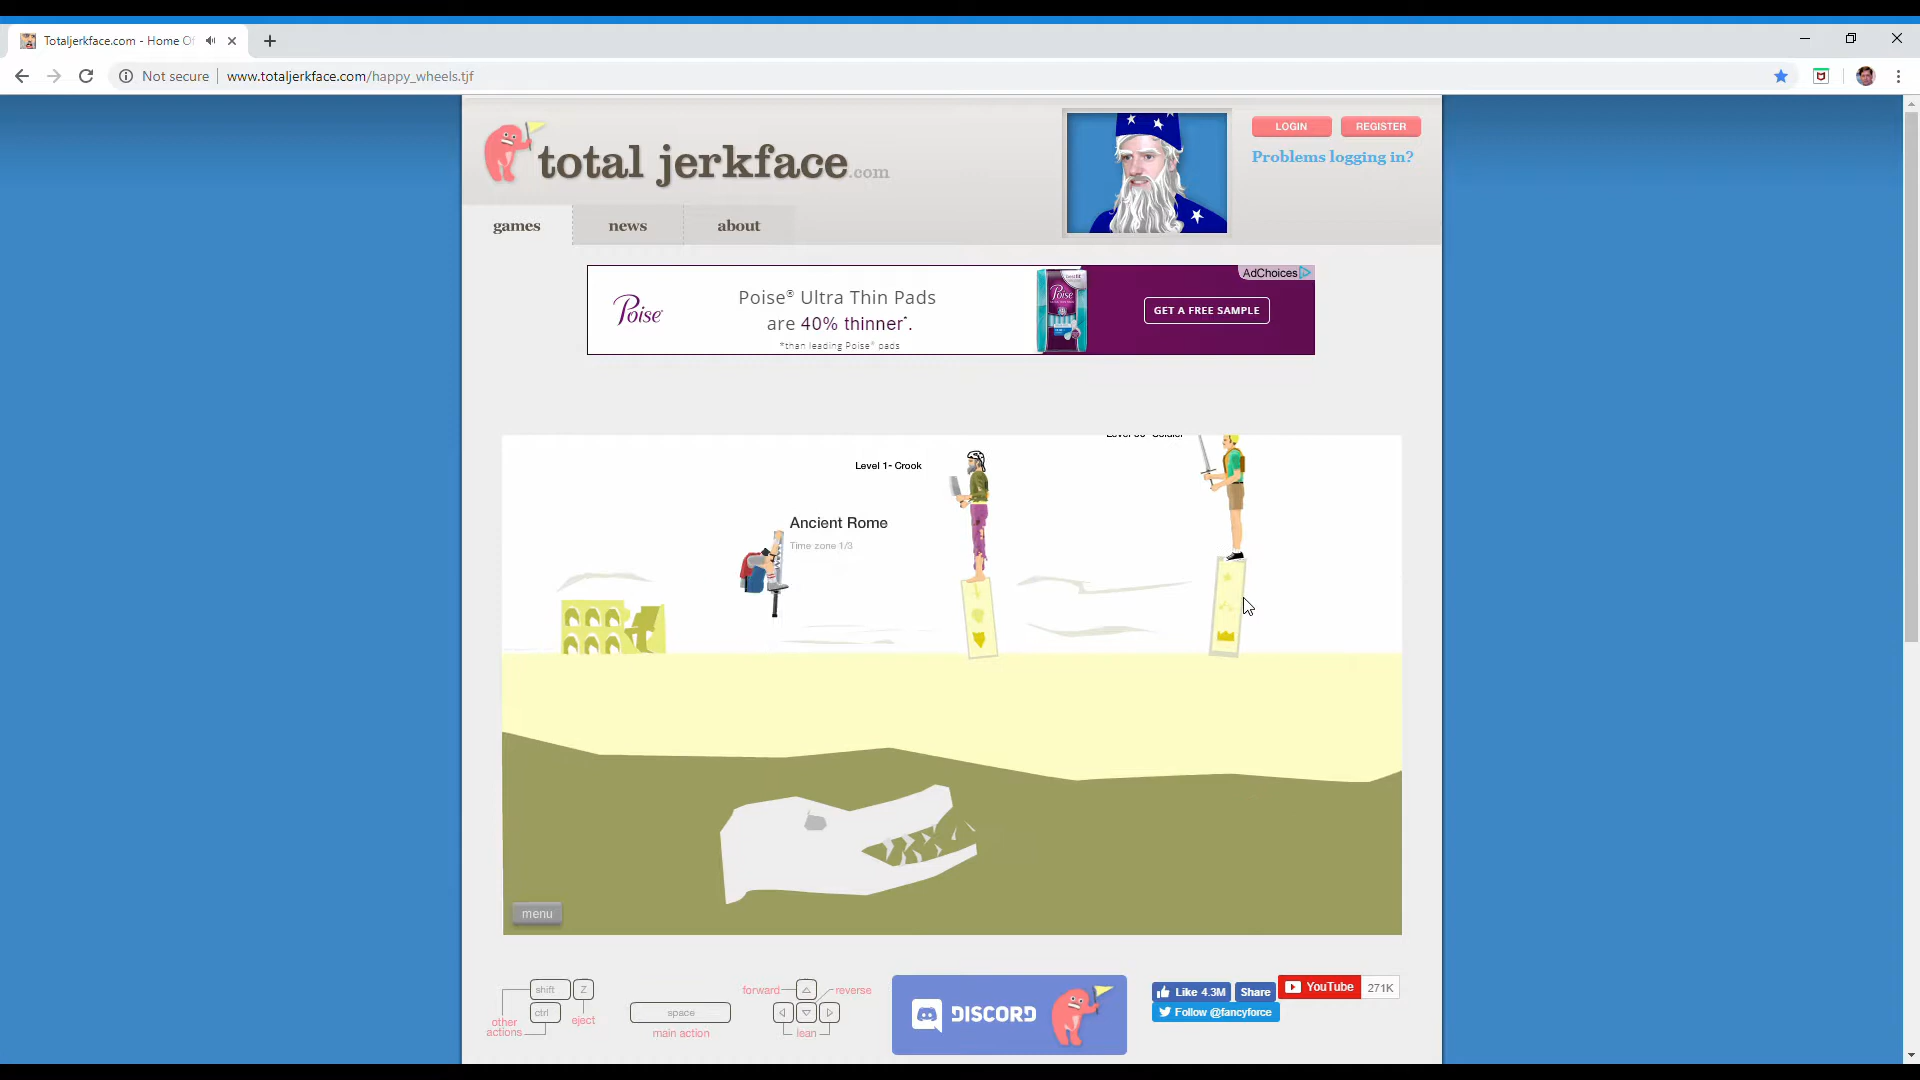 Totaljerkface.com - Home Of
Not secure
www.totaljerkface.com/happy_wheels.tjf
total jerkface.com
LOGIN
REGISTER
Problems logging in?
games
news
about
AdChoices
Poise
Poise® Ultra Thin Pads
are 40% thinner*.
*than leading Poise® pads
Poise
GET A FREE SAMPLE
Level 1- Crook
Ancient Rome
Time zone 1/3
menu
shift
Z
ctrl
other
actions
eject
space
main action
forward
reverse
lean
DISCORD
Like 4.3M
Share
YouTube
271K
Follow @fancyforce